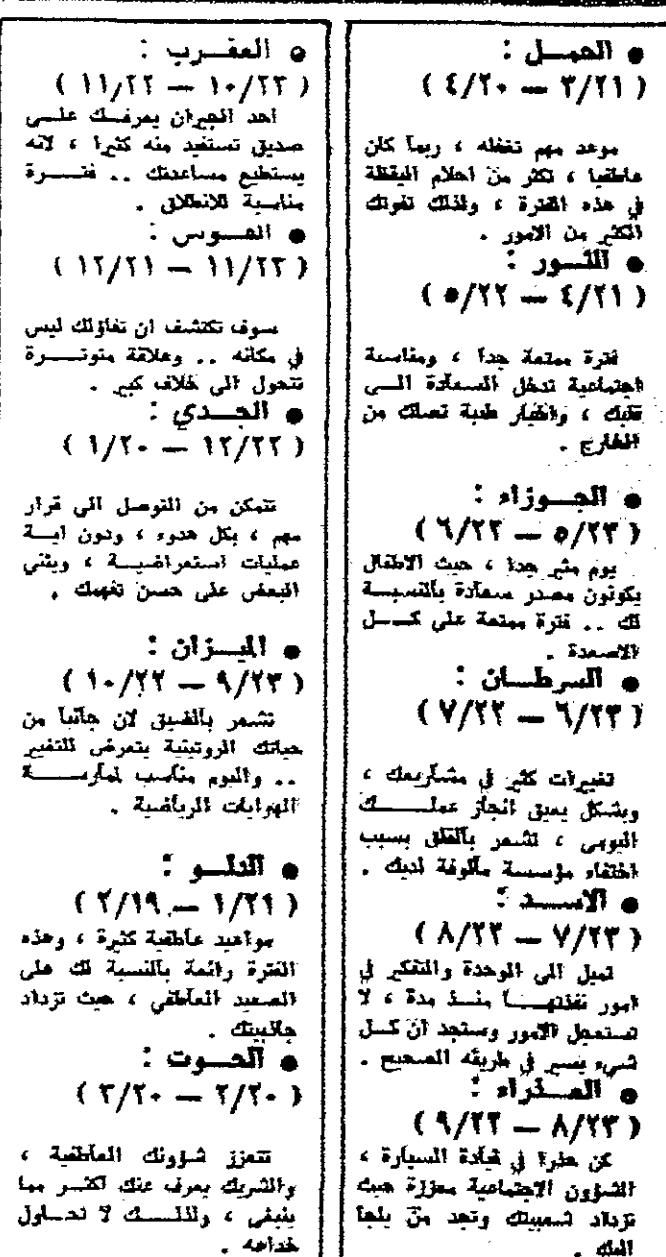 ● الحمل :
( ٣/٢١ — ٤/٢٠ )
موعد مهم تغفله ، ربما كان
عاطفيا ، تكثر من احلام اليقظة
في هذه الفترة ، ولذلك تفوتك
الكثير من الامور .
● الثور :
( ٤/٢١ — ٥/٢٢ )
فترة ممتعة جدا ، ومناسبة
اجتماعية تدخل السعادة الى
قلبك ، واخبار طيبة تصلك من
الخارج .
● الجوزاء :
( ٥/٢٣ — ٦/٢٢ )
يوم مثير جدا ، حيث الاطفال
يكونون مصدر سعادة بالنسبة
لك .. فترة ممتعة على كل
الاصعدة .
● السرطان :
( ٦/٢٣ — ٧/٢٢ )
تغييرات كثير في مشاريعك ،
وبشكل يعيق انجاز عملك
اليومي ، تشعر بالقلق بسبب
اختفاء مؤسسة مألوفة لديك .
● الاسد :
( ٧/٢٣ — ٨/٢٢ )
تميل الى الوحدة والتفكير في
امور نفذتها منذ مدة ، لا
تستعجل الامور وستجد ان كل
شيء يسير في طريقه الصحيح .
● العذراء :
( ٨/٢٣ — ٩/٢٢ )
كن حذرا في قيادة السيارة ،
الشؤون الاجتماعية معززة حيث
تزداد شعبيتك وتجد من يلجأ
اليك .
● العقرب :
( ١٠/٢٣ — ١١/٢٢ )
احد الجيران يعرفك على
صديق تستفيد منه كثيرا ، لانه
يستطيع مساعدتك .. فترة
مناسبة للانطلاق .
● القوس :
( ١١/٢٣ — ١٢/٢١ )
سوف تكتشف ان تفاؤلك ليس
في مكانه .. وعلاقة متوترة
تتحول الى خلاف كبير .
● الجدي :
( ١٢/٢٢ — ١/٢٠ )
تتمكن من التوصل الى قرار
مهم ، بكل هدوء ، ودون اية
عمليات استعراضية ، ويثني
البعض على حسن تفهمك .
● الميزان :
( ٩/٢٣ — ١٠/٢٢ )
تشعر بالضيق لان جانبا من
حياتك الروتينية يتعرض للتغيير
.. واليوم مناسب لممارسة
الهوايات الرياضية .
● الدلو :
( ١/٢١ — ٢/١٩ )
مواعيد عاطفية كثيرة ، وهذه
الفترة رائعة بالنسبة لك على
الصعيد العاطفي ، حيث تزداد
جاذبيتك .
● الحوت :
( ٢/٢٠ — ٣/٢٠ )
تتعزز شؤونك العاطفية ،
والشريك يعرف عنك اكثر مما
ينبغي ، ولذلك لا تحاول
خداعه .